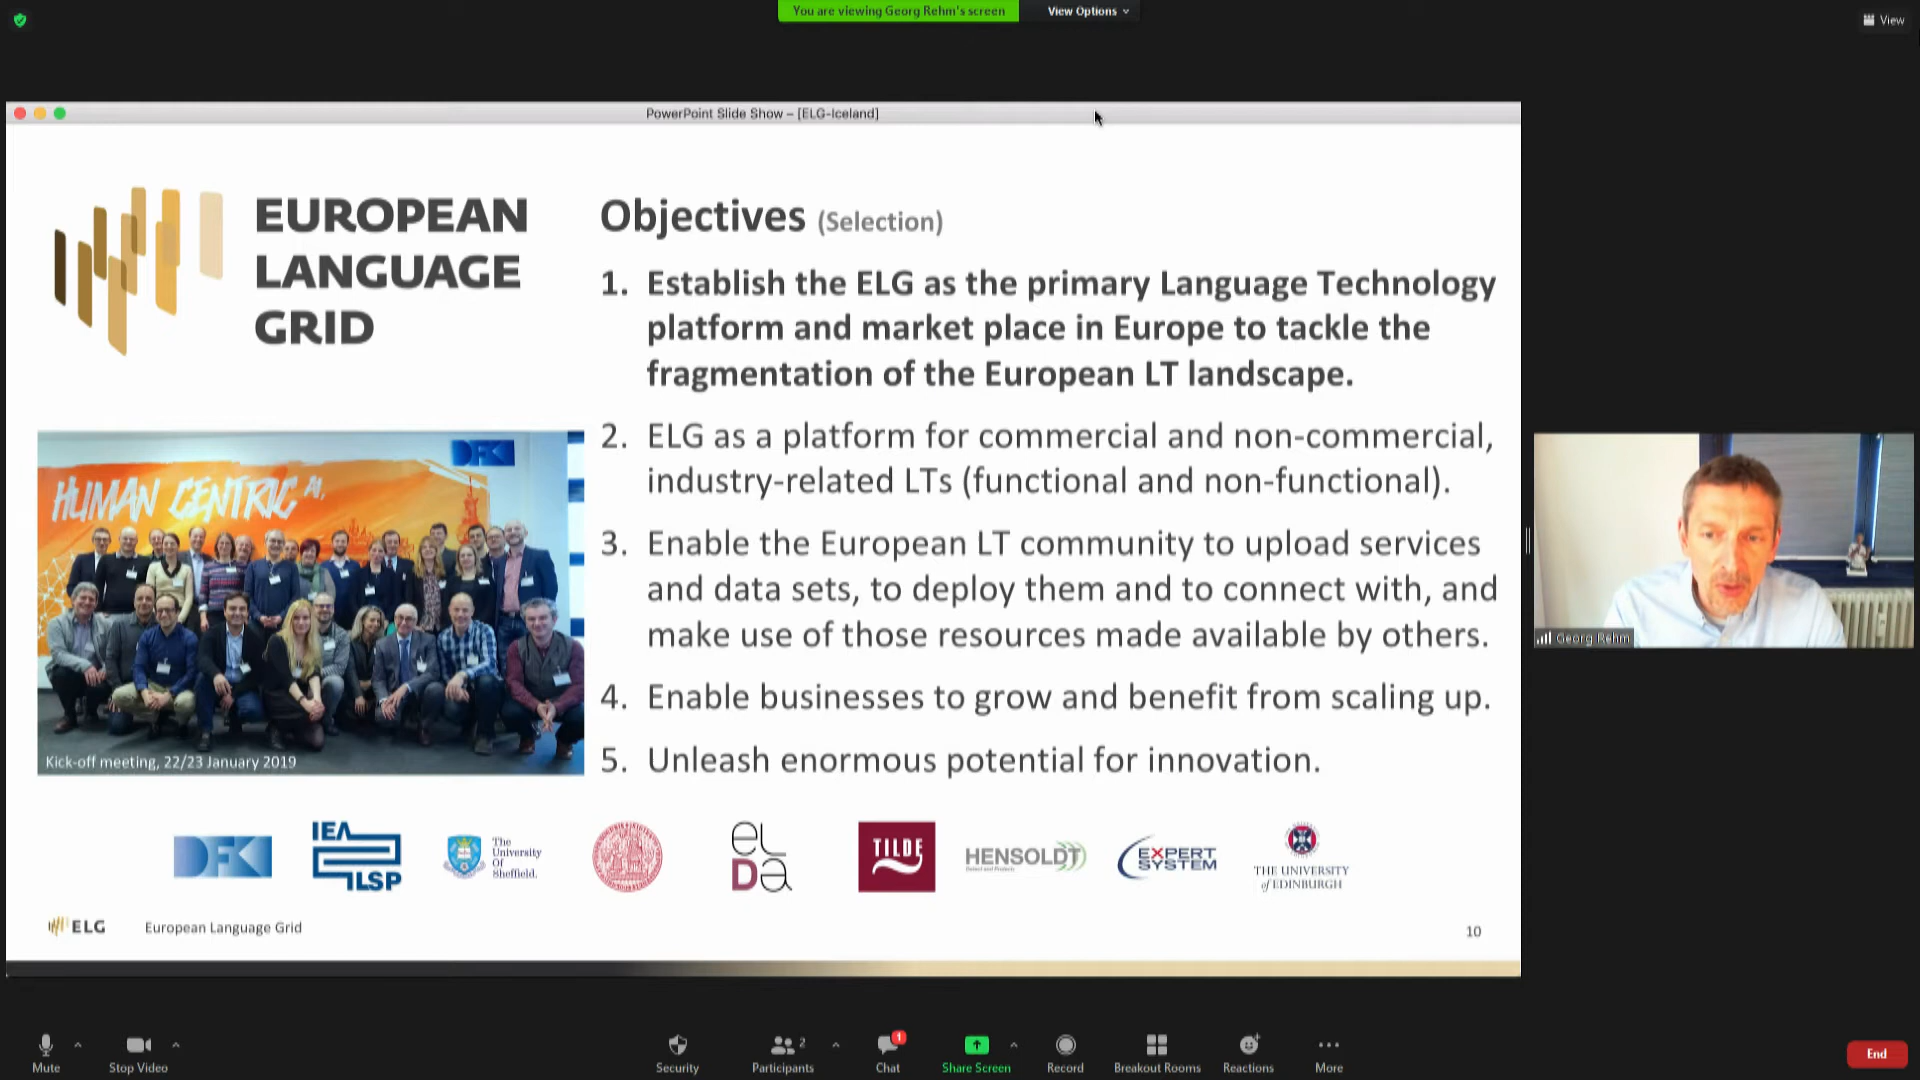 You are viewing Georg Rehm's screen
View Options
View
PowerPoint Slide Show – [ELG-Iceland]
EUROPEAN
LANGUAGE
GRID
Objectives (Selection)
1. Establish the ELG as the primary Language Technology
platform and market place in Europe to tackle the
fragmentation of the European LT landscape.
2. ELG as a platform for commercial and non-commercial,
industry-related LTs (functional and non-functional).
3. Enable the European LT community to upload services
and data sets, to deploy them and to connect with, and
make use of those resources made available by others.
4. Enable businesses to grow and benefit from scaling up.
5. Unleash enormous potential for innovation.
DFKI
HUMAN CENTRIC AI.
Kick-off meeting, 22/23 January 2019
Georg Rehm
DFKI
IEA
ILSP
The
University
Of
Sheffield.
ELDA
TILDE
HENSOLDT
Detect and Protect.
EXPERT
SYSTEM
THE UNIVERSITY
of EDINBURGH
ELG
European Language Grid
10
Mute
Stop Video
Security
2
Participants
1
Chat
Share Screen
Record
Breakout Rooms
Reactions
More
End